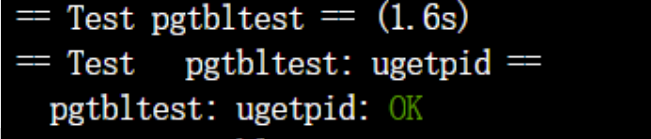 == Test pgtbltest == (1.6s)
== Test   pgtbltest: ugetpid ==
  pgtbltest: ugetpid: OK